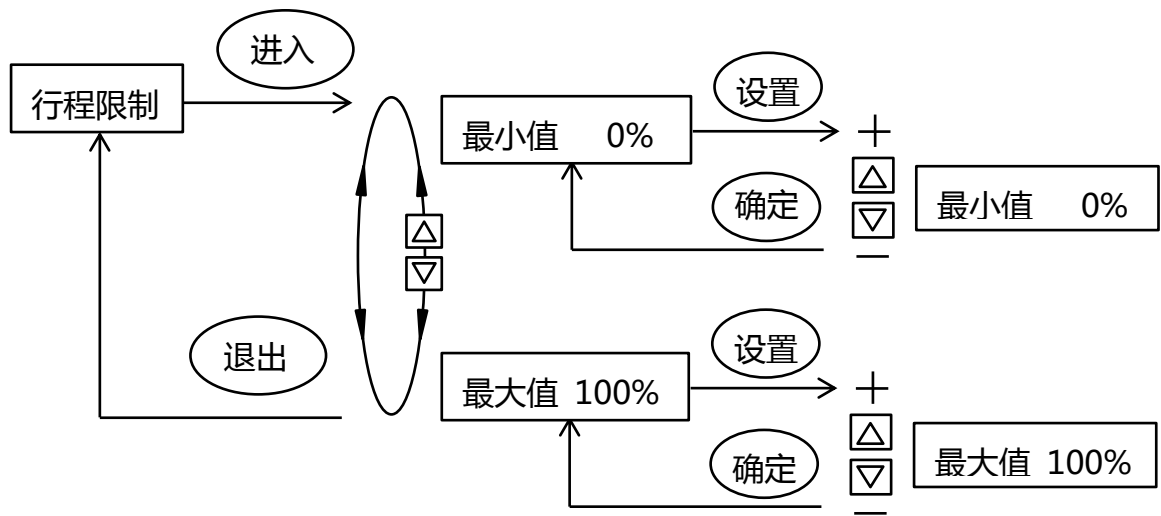 进入
行程限制
设置
最小值 0%
+
确定
最小值 0%
−
退出
设置
最大值 100%
+
确定
最大值 100%
−